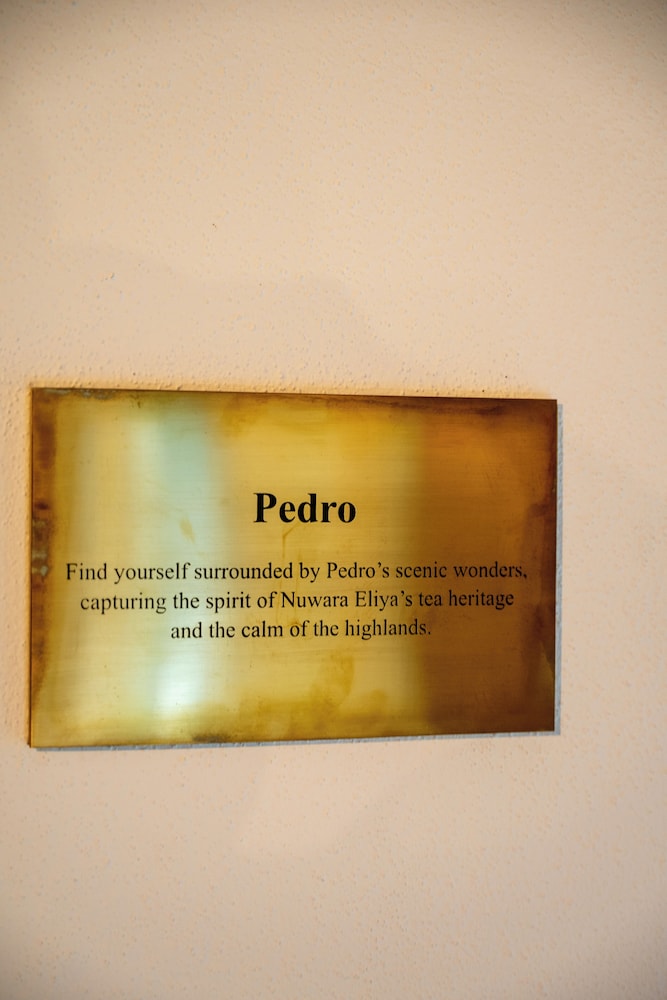 Pedro
Find yourself surrounded by Pedro’s scenic wonders,
capturing the spirit of Nuwara Eliya’s tea heritage
and the calm of the highlands.